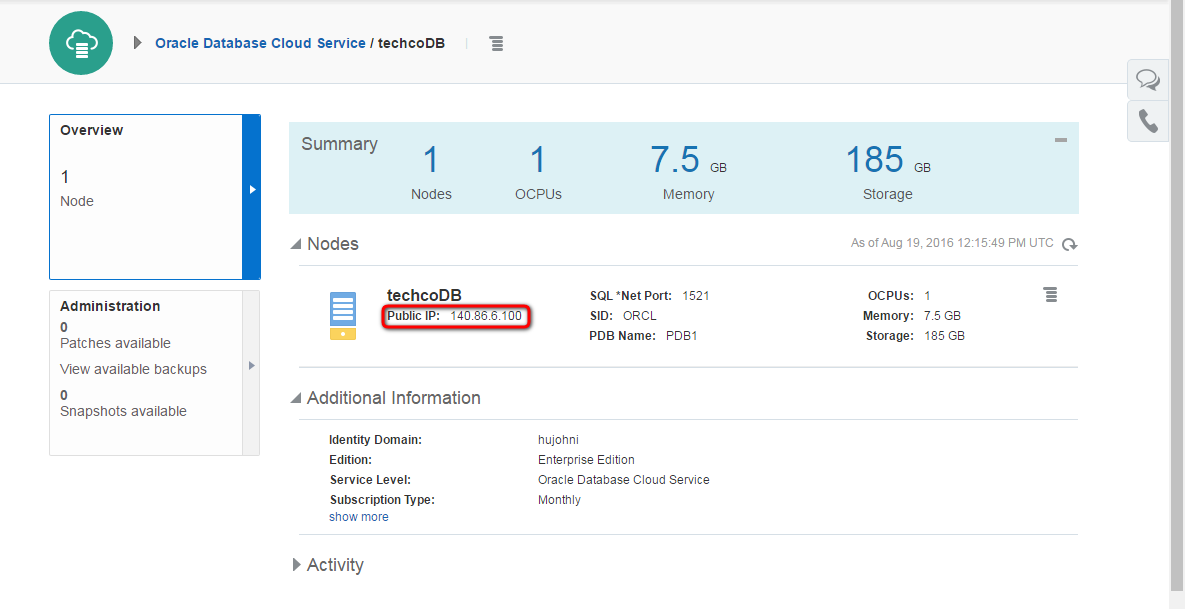 Oracle Database Cloud Service / techcoDB
Overview
1
Node
Administration
0
Patches available
View available backups
0
Snapshots available
Summary
1
Nodes
1
OCPUs
7.5 GB
Memory
185 GB
Storage
Nodes
As of Aug 19, 2016 12:15:49 PM UTC
techcoDB
Public IP: 140.86.6.100
SQL *Net Port: 1521
SID: ORCL
PDB Name: PDB1
OCPUs: 1
Memory: 7.5 GB
Storage: 185 GB
Additional Information
Identity Domain: hujohni
Edition: Enterprise Edition
Service Level: Oracle Database Cloud Service
Subscription Type: Monthly
show more
Activity